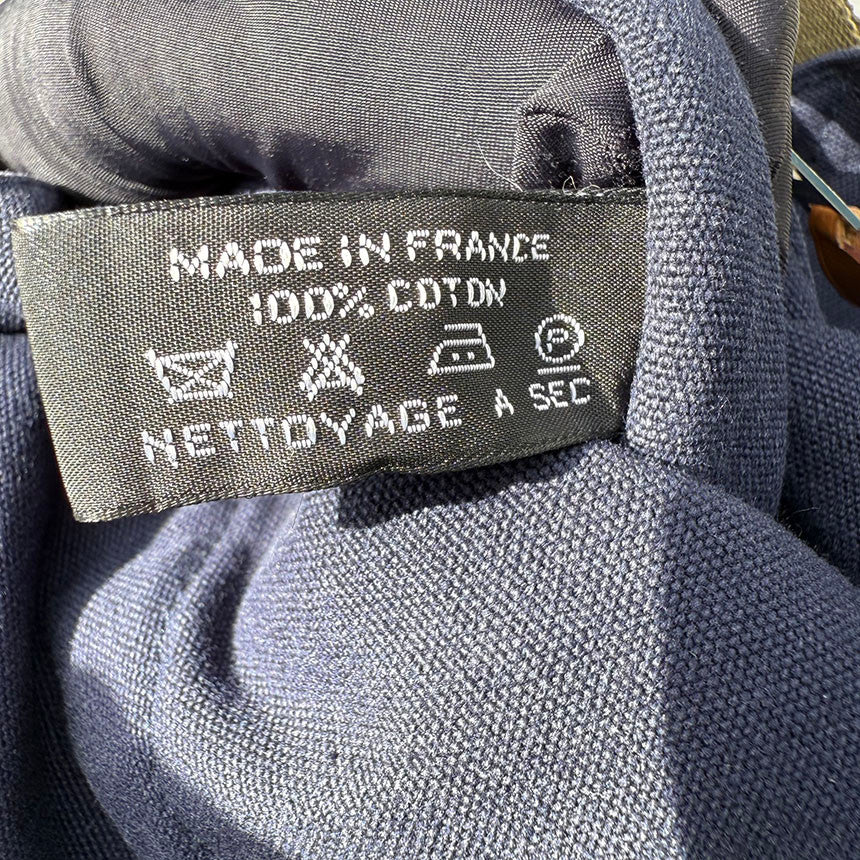 MADE IN FRANCE
100% COTON
P
NETTOYAGE A SEC